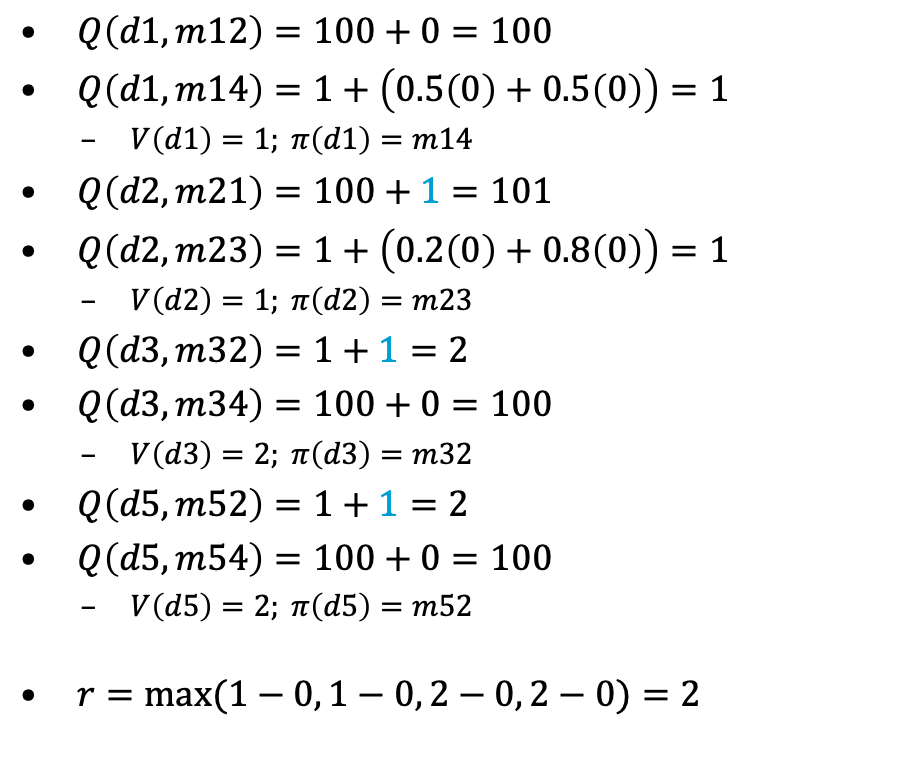 • Q(d1, m12) = 100 + 0 = 100
• Q(d1, m14) = 1 + (0.5(0) + 0.5(0)) = 1
– V(d1) = 1; π(d1) = m14
• Q(d2, m21) = 100 + 1 = 101
• Q(d2, m23) = 1 + (0.2(0) + 0.8(0)) = 1
– V(d2) = 1; π(d2) = m23
• Q(d3, m32) = 1 + 1 = 2
• Q(d3, m34) = 100 + 0 = 100
– V(d3) = 2; π(d3) = m32
• Q(d5, m52) = 1 + 1 = 2
• Q(d5, m54) = 100 + 0 = 100
– V(d5) = 2; π(d5) = m52
• r = max(1 − 0, 1 − 0, 2 − 0, 2 − 0) = 2